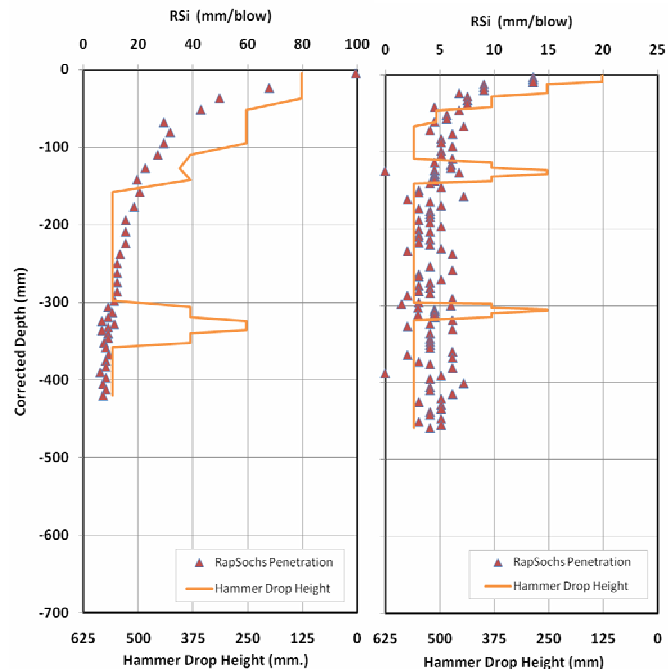 RSi (mm/blow)
0 20 40 60 80 100
0
-100
-200
-300
-400
-500
-600
-700
Corrected Depth (mm)
RapSochs Penetration
Hammer Drop Height
625 500 375 250 125 0
Hammer Drop Height (mm.)
RSi (mm/blow)
0 5 10 15 20 25
RapSochs Penetration
Hammer Drop Height
625 500 375 250 125 0
Hammer Drop Height (mm)